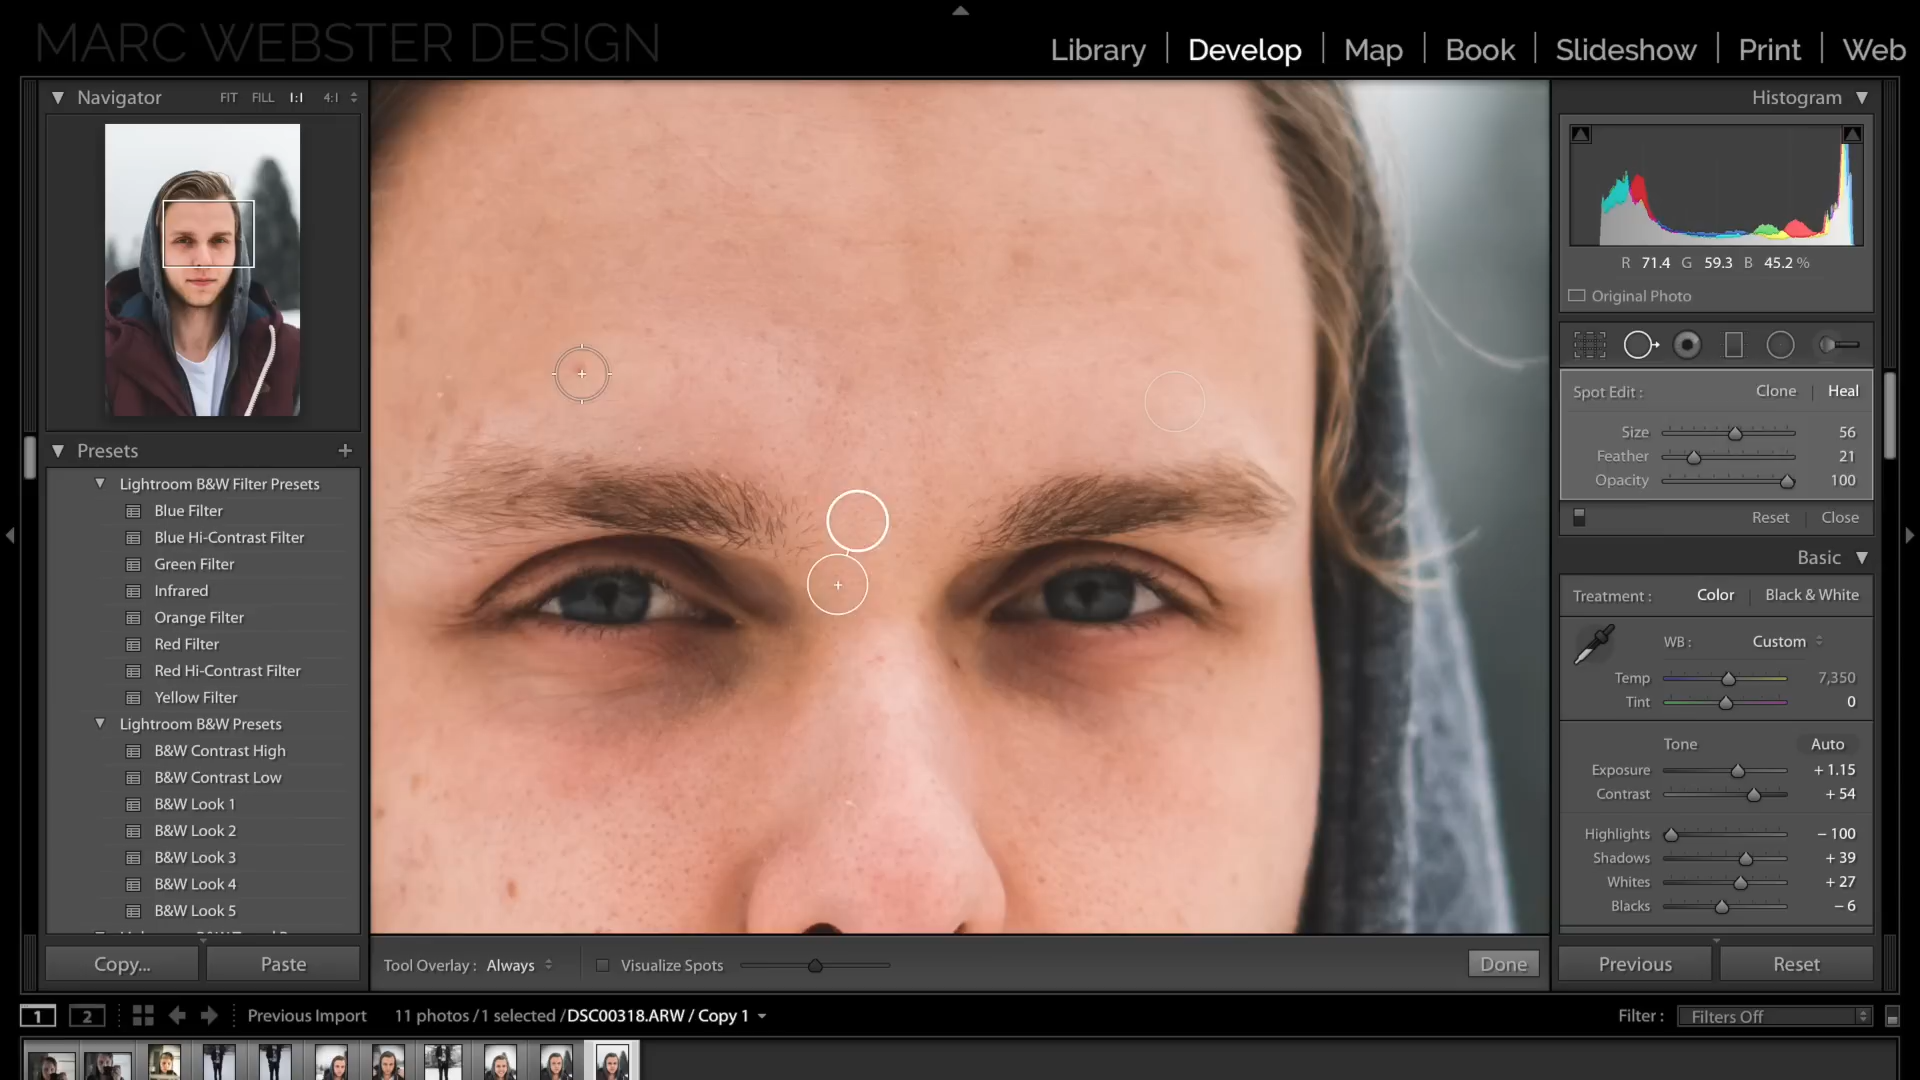 MARC WEBSTER DESIGN
Library | Develop | Map | Book | Slideshow | Print | Web
Navigator FIT FILL 1:1 4:1
Histogram
R 71.4 G 59.3 B 45.2 %
Original Photo
Spot Edit : Clone | Heal
Size 56
Feather 21
Opacity 100
Reset | Close
Basic
Treatment : Color | Black & White
WB : Custom
Temp 7,350
Tint 0
Tone Auto
Exposure + 1.15
Contrast + 54
Highlights − 100
Shadows + 39
Whites + 27
Blacks − 6
Presets +
Lightroom B&W Filter Presets
Blue Filter
Blue Hi-Contrast Filter
Green Filter
Infrared
Orange Filter
Red Filter
Red Hi-Contrast Filter
Yellow Filter
Lightroom B&W Presets
B&W Contrast High
B&W Contrast Low
B&W Look 1
B&W Look 2
B&W Look 3
B&W Look 4
B&W Look 5
Copy... Paste
Tool Overlay : Always Visualize Spots Done
Previous Reset
1 2 Previous Import 11 photos / 1 selected / DSC00318.ARW / Copy 1
Filter : Filters Off